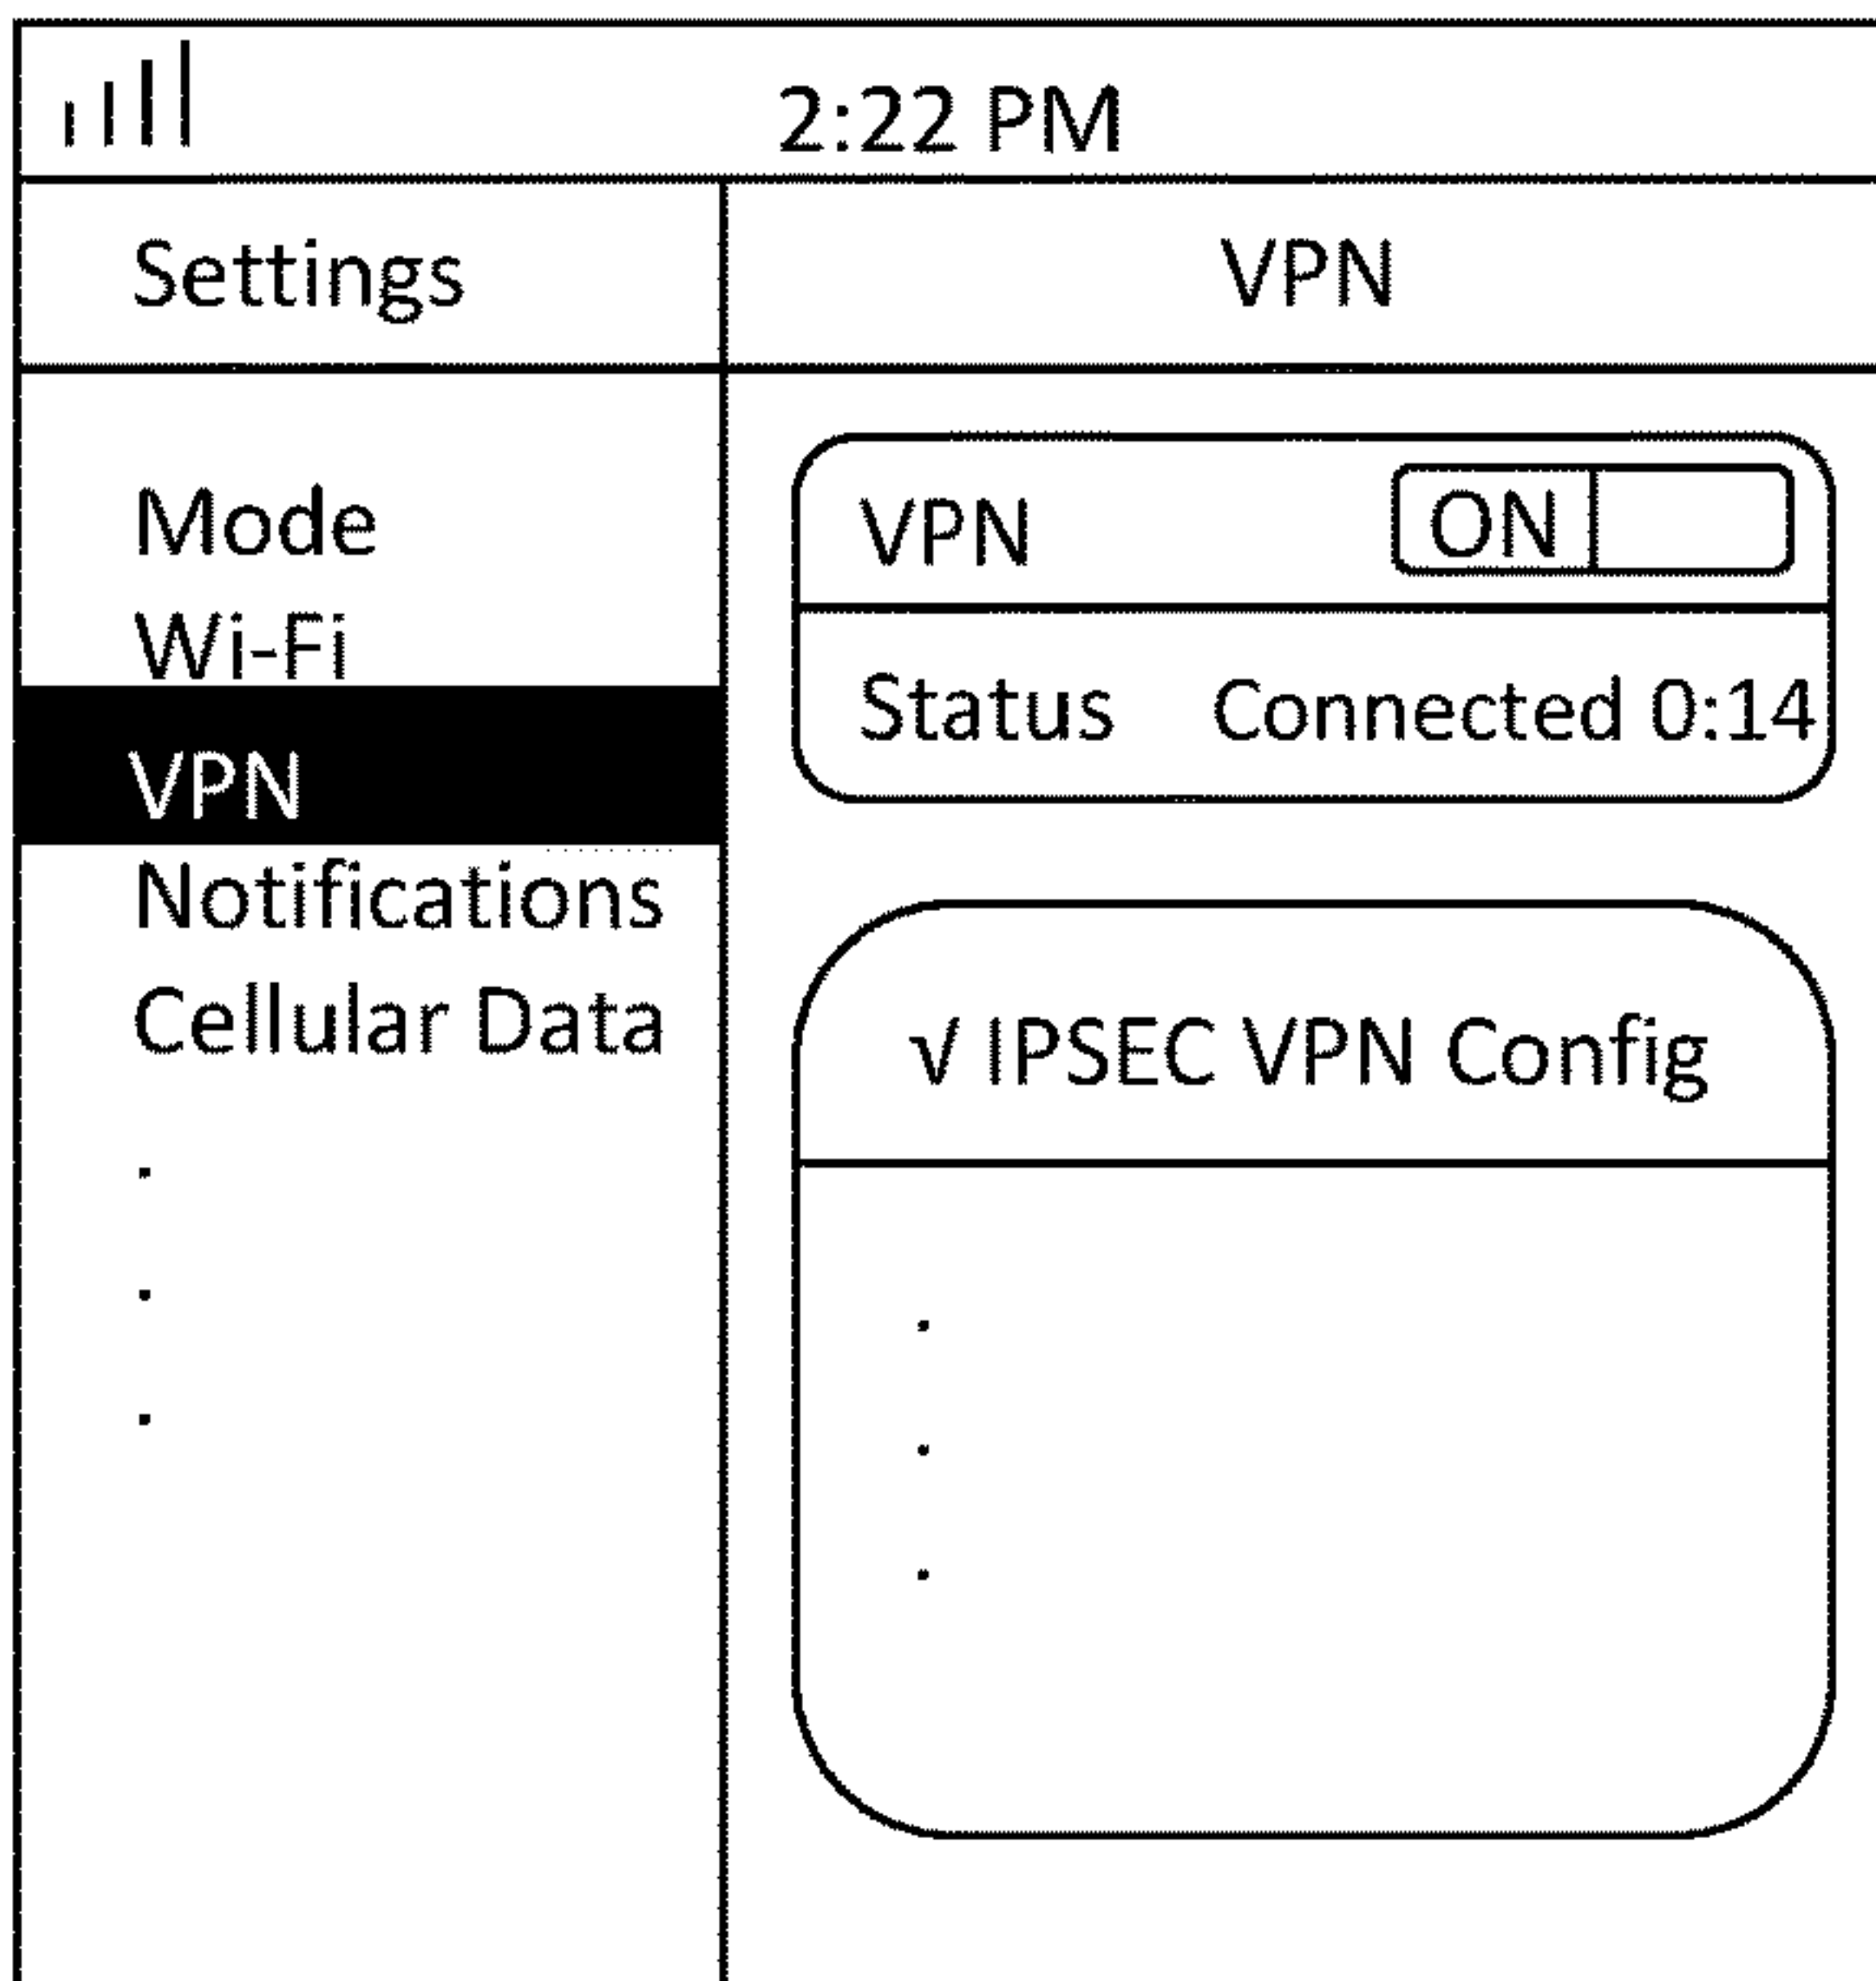 2:22 PM
Settings
VPN
Mode
Wi-Fi
VPN
Notifications
Cellular Data
.
.
.
VPN ON
Status Connected 0:14
√ IPSEC VPN Config
.
.
.